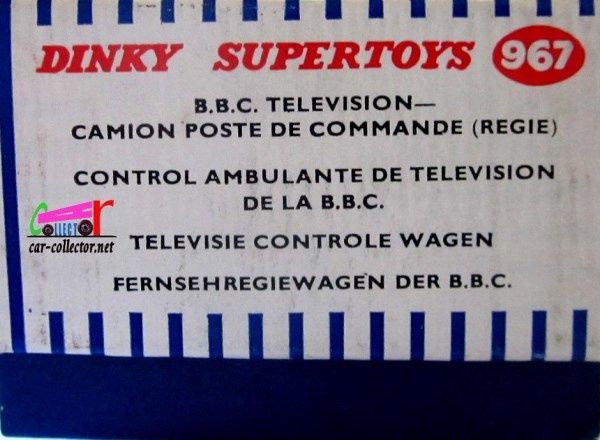 DINKY SUPERTOYS 967
B.B.C. TELEVISION—
CAMION POSTE DE COMMANDE (REGIE)
CONTROL AMBULANTE DE TELEVISION
DE LA B.B.C.
COLLECTOR
car-collector.net
TELEVISIE CONTROLE WAGEN
FERNSEHREGIEWAGEN DER B.B.C.